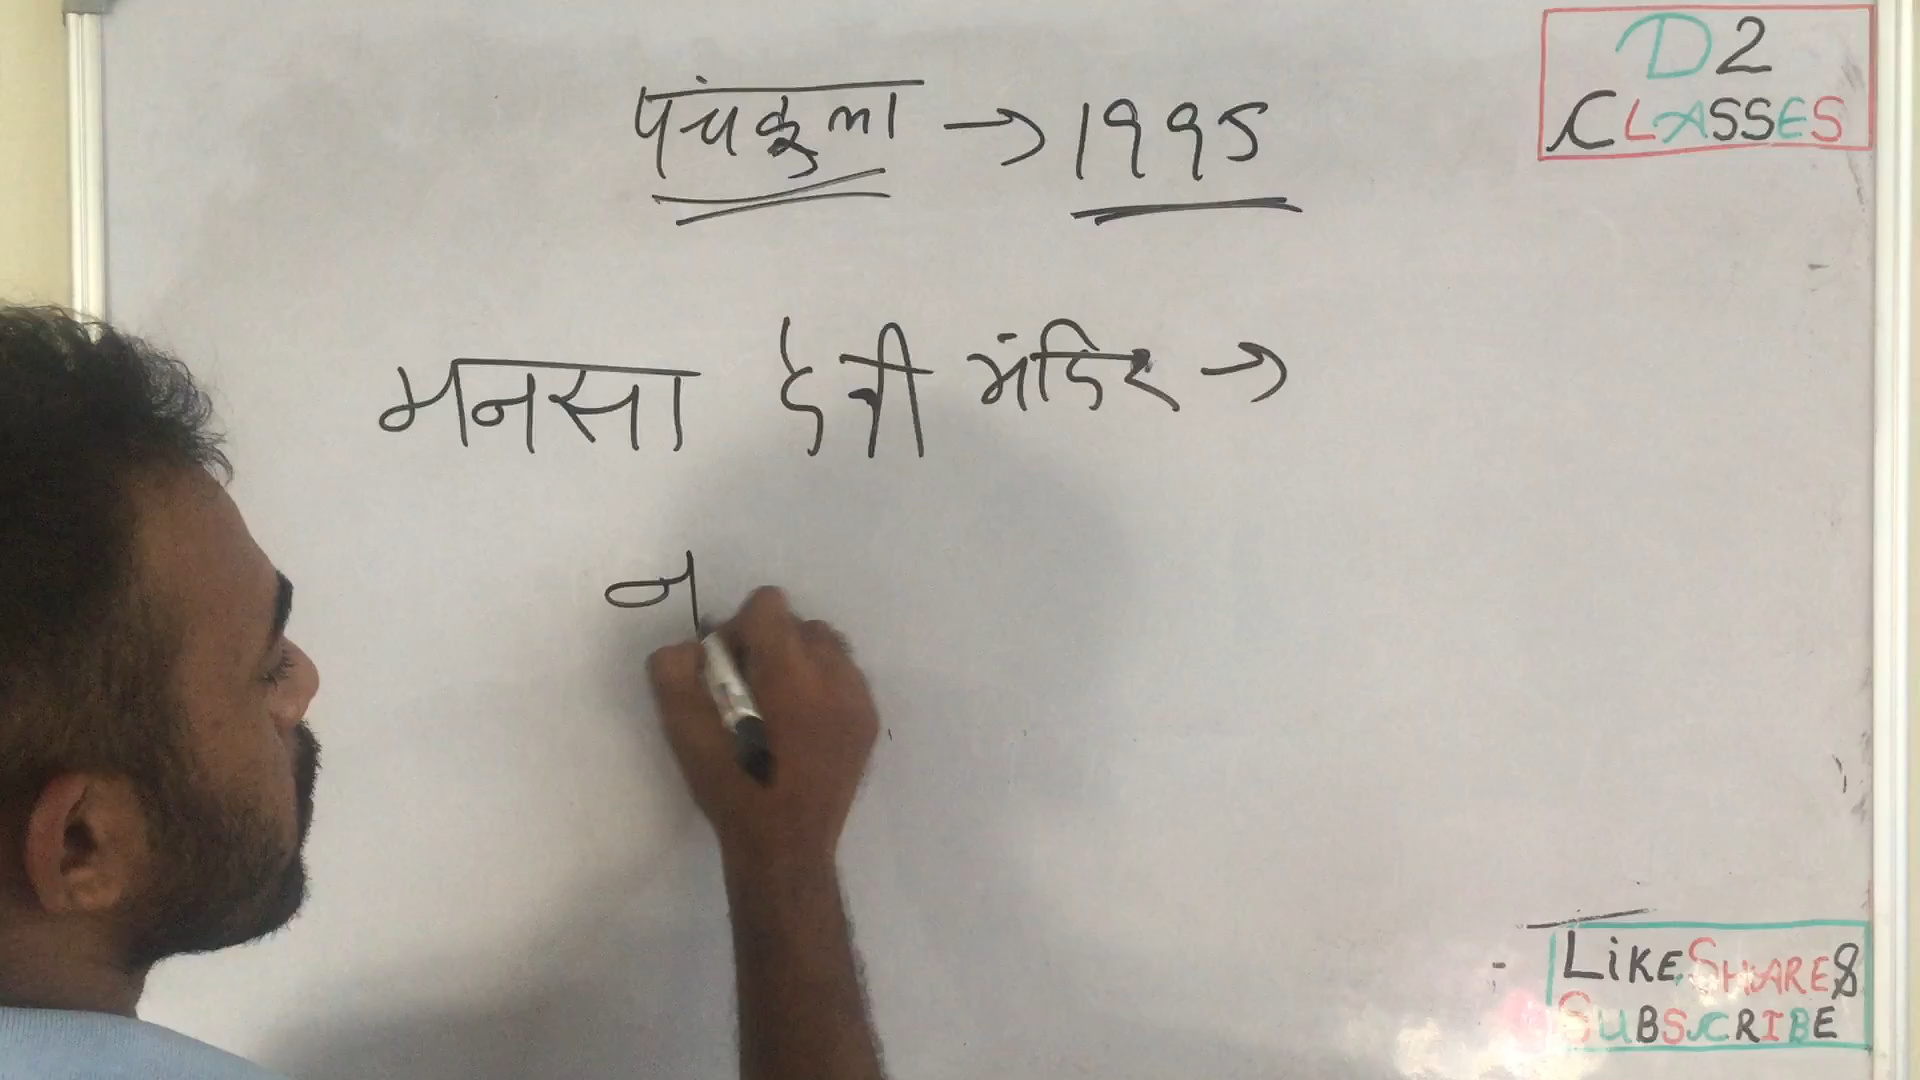 D2
CLASSES
पंचकुला → 1995
मनसा देवी मंदिर →
न
LiKE SHARE &
SUBSCRIBE